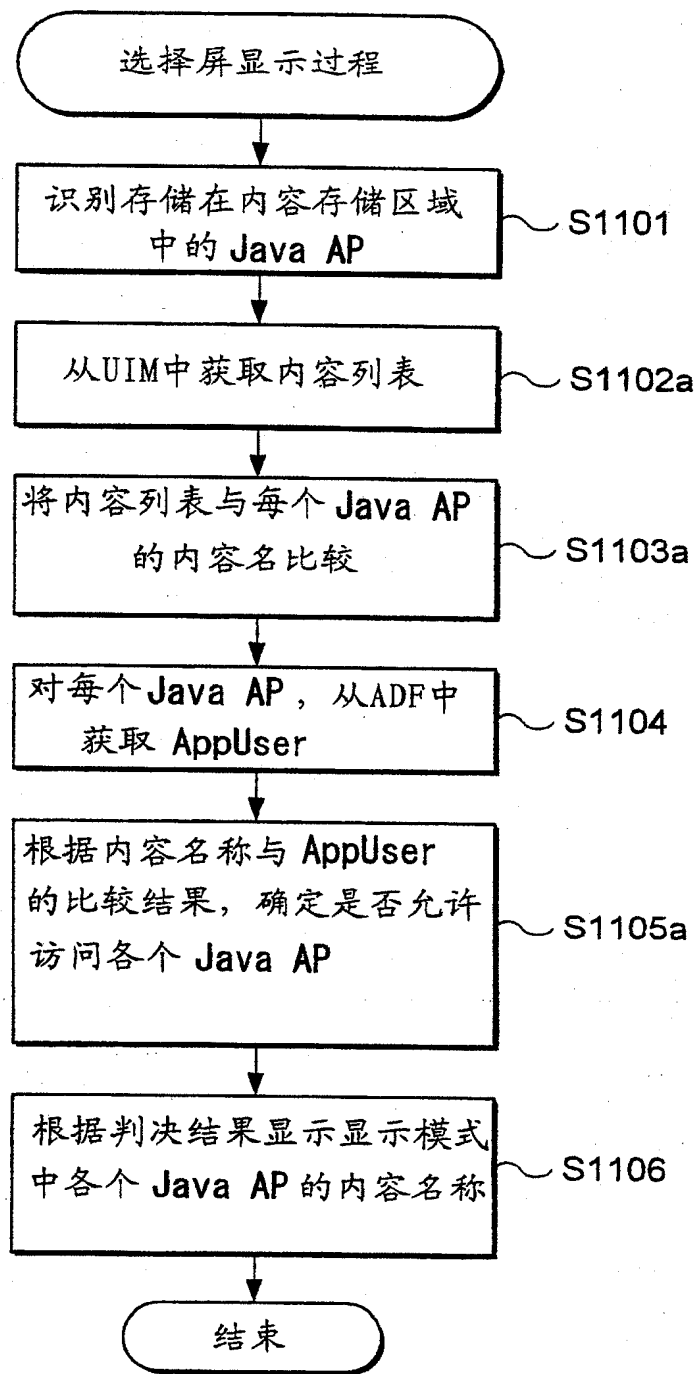 选择屏显示过程
识别存储在内容存储区域
中的 Java AP
S1101
从UIM中获取内容列表
S1102a
将内容列表与每个 Java AP
的内容名比较
S1103a
对每个 Java AP，从ADF中
获取 AppUser
S1104
根据内容名称与 AppUser
的比较结果，确定是否允许
访问各个 Java AP
S1105a
根据判决结果显示显示模式
中各个 Java AP 的内容名称
S1106
结束